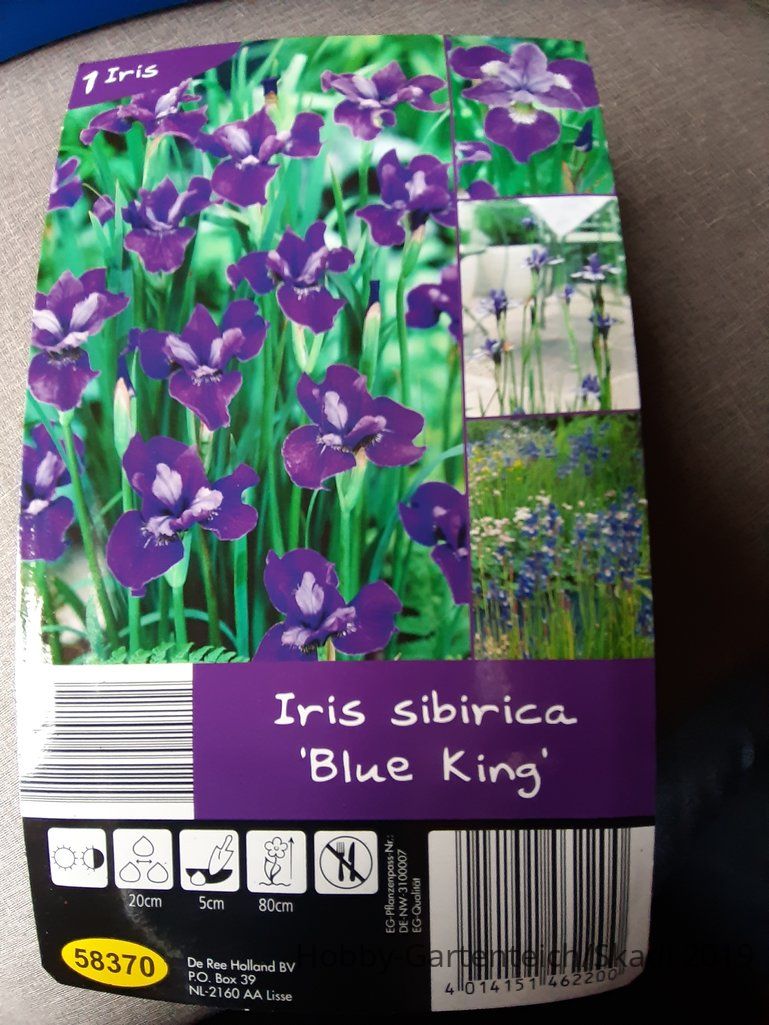 1 Iris
Iris sibirica
'Blue King'
20cm
5cm
80cm
EG-Pflanzenpass-Nr.:
DE-NW-3100007
EG-Qualität
58370
De Ree Holland BV
P.O. Box 39
NL-2160 AA Lisse
4 014151 462200
Hobby-Gartenteich/Skadi 2019